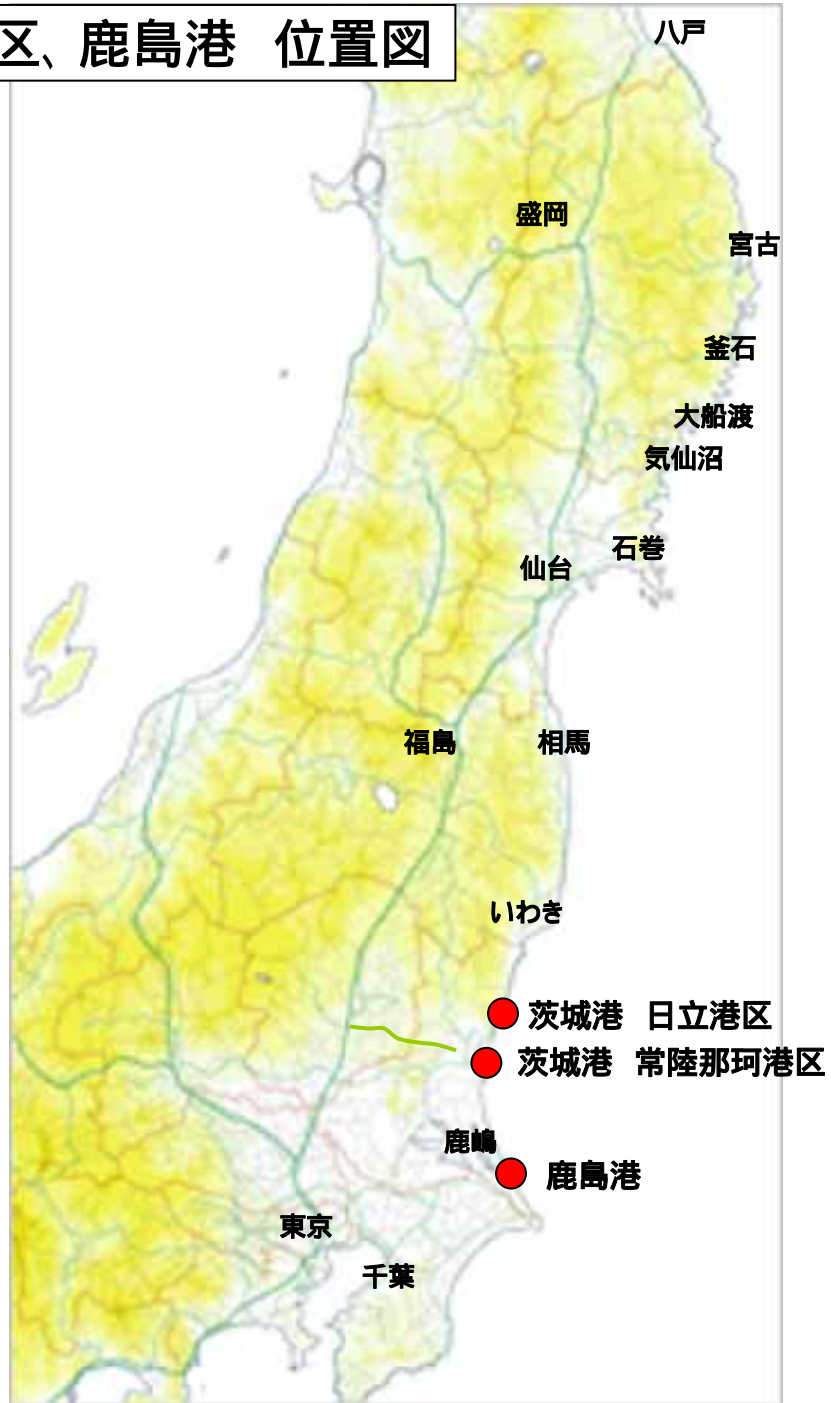 区、鹿島港　位置図
八戸
盛岡
宮古
釜石
大船渡
気仙沼
石巻
仙台
福島
相馬
いわき
茨城港　日立港区
茨城港　常陸那珂港区
鹿嶋
鹿島港
東京
千葉